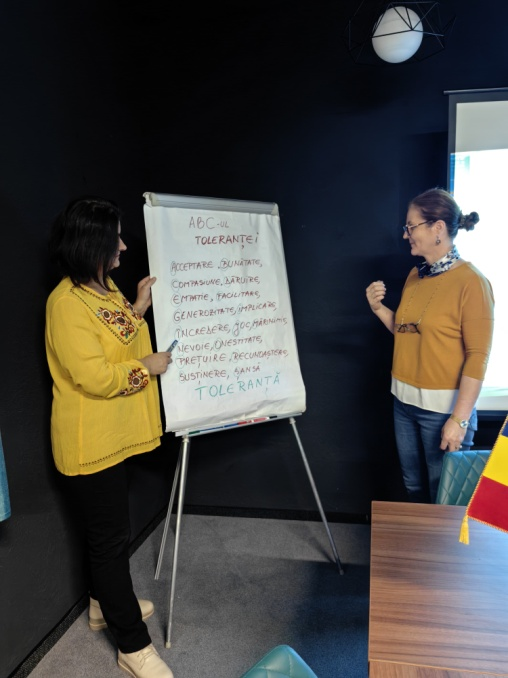 ABC-UL
TOLERANȚEI
ACCEPTARE, BUNĂTATE,
COMPASIUNE, DĂRUIRE,
EMPATIE, FACILITARE,
GENEROZITATE, IMPLICARE,
ÎNCREDERE, JOC, MĂRINIMIE,
NEVOIE, ONESTITATE,
PREȚUIRE, RECUNOAȘTERE,
SUSȚINERE, ȘANSĂ
TOLERANȚĂ